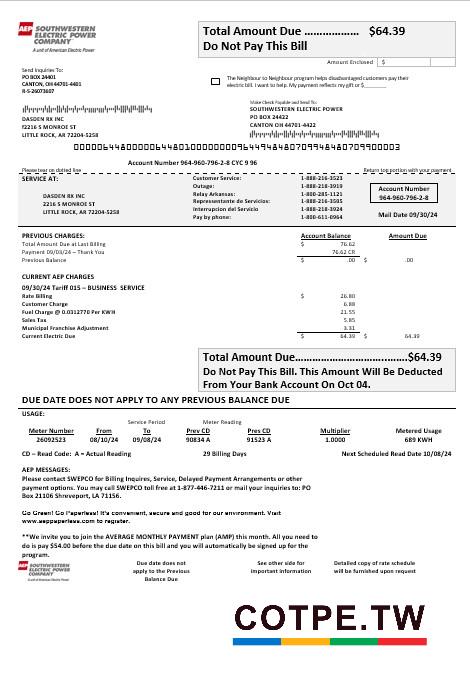 AEP SOUTHWESTERN
ELECTRIC POWER
COMPANY
A unit of American Electric Power
Total Amount Due ……………… $64.39
Do Not Pay This Bill
Amount Enclosed $
Send Inquiries To:
PO BOX 24401
CANTON, OH 44701-4401
R-S-26073607
The Neighbour to Neighbour program helps disadvantaged customers pay their
electric bill. I want to help. My payment reflects my gift of $
Make Check Payable and Send To:
SOUTHWESTERN ELECTRIC POWER
PO BOX 24422
CANTON OH 44701-4422
DASDEN RX INC
f2216 S MONROE ST
LITTLE ROCK, AR 72204-5258
Account Number 964-960-796-2-8 CYC 9 96
Please tear on dotted line
Return top portion with your payment
SERVICE AT:
DASDEN RX INC
2216 S MONROE ST
LITTLE ROCK, AR 72204-5258
Customer Service: 1-888-216-3523
Outage: 1-888-218-3919
Relay Arkansas: 1-800-285-1121
Representante de Servicios: 1-888-216-3505
Interrupcion del Servicio 1-888-218-3924
Pay by phone: 1-800-611-0964
Account Number
964-960-796-2-8
Mail Date 09/30/24
PREVIOUS CHARGES: Account Balance Amount Due
Total Amount Due at Last Billing $ 76.62
Payment 09/03/24 – Thank You 76.62 CR
Previous Balance $ .00 $ .00
CURRENT AEP CHARGES
09/30/24 Tariff 015 – BUSINESS SERVICE
Rate Billing $ 26.80
Customer Charge 6.88
Fuel Charge @ 0.0312770 Per KWH 21.55
Sales Tax 5.85
Municipal Franchise Adjustment 3.31
Current Electric Due $ 64.39 $ 64.39
Total Amount Due…………………………………$64.39
Do Not Pay This Bill. This Amount Will Be Deducted
From Your Bank Account On Oct 04.
DUE DATE DOES NOT APPLY TO ANY PREVIOUS BALANCE DUE
USAGE:
Service Period Meter Reading
Meter Number From To Prev CD Pres CD Multiplier Metered Usage
26092523 08/10/24 09/08/24 90834 A 91523 A 1.0000 689 KWH
CD – Read Code: A = Actual Reading 29 Billing Days Next Scheduled Read Date 10/08/24
AEP MESSAGES:
Please contact SWEPCO for Billing Inquires, Service, Delayed Payment Arrangements or other
payment options. You may call SWEPCO toll free at 1-877-446-7211 or mail your inquiries to: PO
Box 21106 Shreveport, LA 71156.
Go Green! Go Paperless! It's convenient, secure and good for our environment. Visit
www.aeppaperless.com to register.
**We invite you to join the AVERAGE MONTHLY PAYMENT plan (AMP) this month. All you need to
do is pay $54.00 before the due date on this bill and you will automatically be signed up for the
program.
AEP SOUTHWESTERN
ELECTRIC POWER
COMPANY
Due date does not
apply to the Previous
Balance Due
See other side for
important information
Detailed copy of rate schedule
will be furnished upon request
COTPE.TW